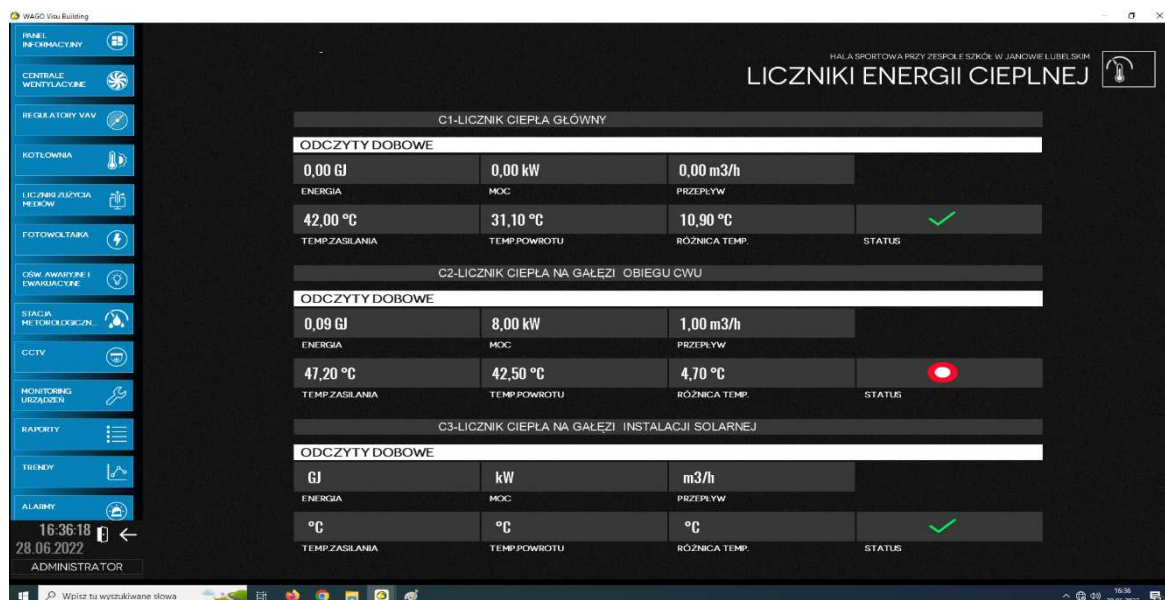 WAGO Visu Building
PANEL
INFORMACYJNY
CENTRALE
WENTYLACYJNE
REGULATORY VAV
KOTŁOWNIA
LICZNIKI ZUŻYCIA
MEDIÓW
FOTOWOLTAIKA
OŚW. AWARYJNE I
EWAKUACYJNE
STACJA
METOROLOGICZN...
CCTV
MONITORING
URZĄDZEŃ
RAPORTY
TRENDY
ALARMY
16:36:18
28.06.2022
ADMINISTRATOR
HALA SPORTOWA PRZY ZESPOLE SZKÓŁ W JANOWIE LUBELSKIM
LICZNIKI ENERGII CIEPLNEJ
C1-LICZNIK CIEPŁA GŁÓWNY
ODCZYTY DOBOWE
0,00 GJ 0,00 kW 0,00 m3/h
ENERGIA MOC PRZEPŁYW
42,00 °C 31,10 °C 10,90 °C
TEMP.ZASILANIA TEMP.POWROTU RÓŻNICA TEMP. STATUS
C2-LICZNIK CIEPŁA NA GAŁĘZI OBIEGU CWU
ODCZYTY DOBOWE
0,09 GJ 8,00 kW 1,00 m3/h
ENERGIA MOC PRZEPŁYW
47,20 °C 42,50 °C 4,70 °C
TEMP.ZASILANIA TEMP.POWROTU RÓŻNICA TEMP. STATUS
C3-LICZNIK CIEPŁA NA GAŁĘZI INSTALACJI SOLARNEJ
ODCZYTY DOBOWE
GJ kW m3/h
ENERGIA MOC PRZEPŁYW
°C °C °C
TEMP.ZASILANIA TEMP.POWROTU RÓŻNICA TEMP. STATUS
Wpisz tu wyszukiwane słowa
16:36